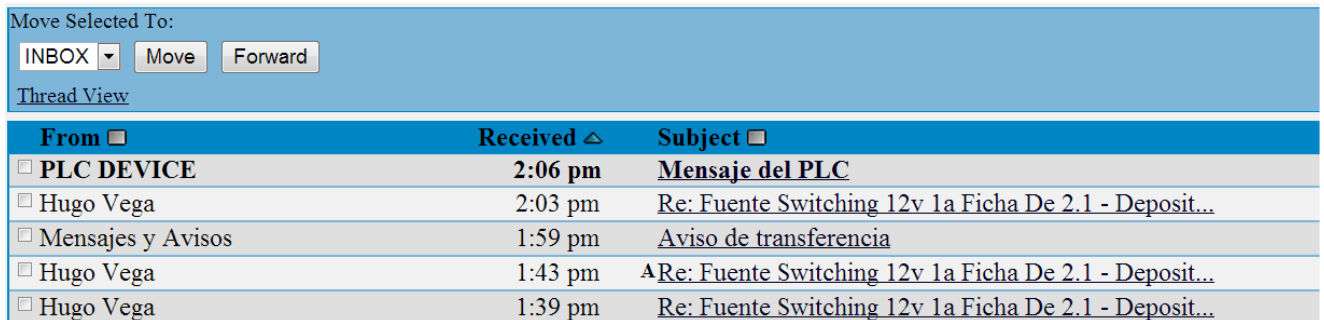 Move Selected To:
INBOX Move Forward
Thread View
From Received Subject
PLC DEVICE 2:06 pm Mensaje del PLC
Hugo Vega 2:03 pm Re: Fuente Switching 12v 1a Ficha De 2.1 - Deposit...
Mensajes y Avisos 1:59 pm Aviso de transferencia
Hugo Vega 1:43 pm A Re: Fuente Switching 12v 1a Ficha De 2.1 - Deposit...
Hugo Vega 1:39 pm Re: Fuente Switching 12v 1a Ficha De 2.1 - Deposit...